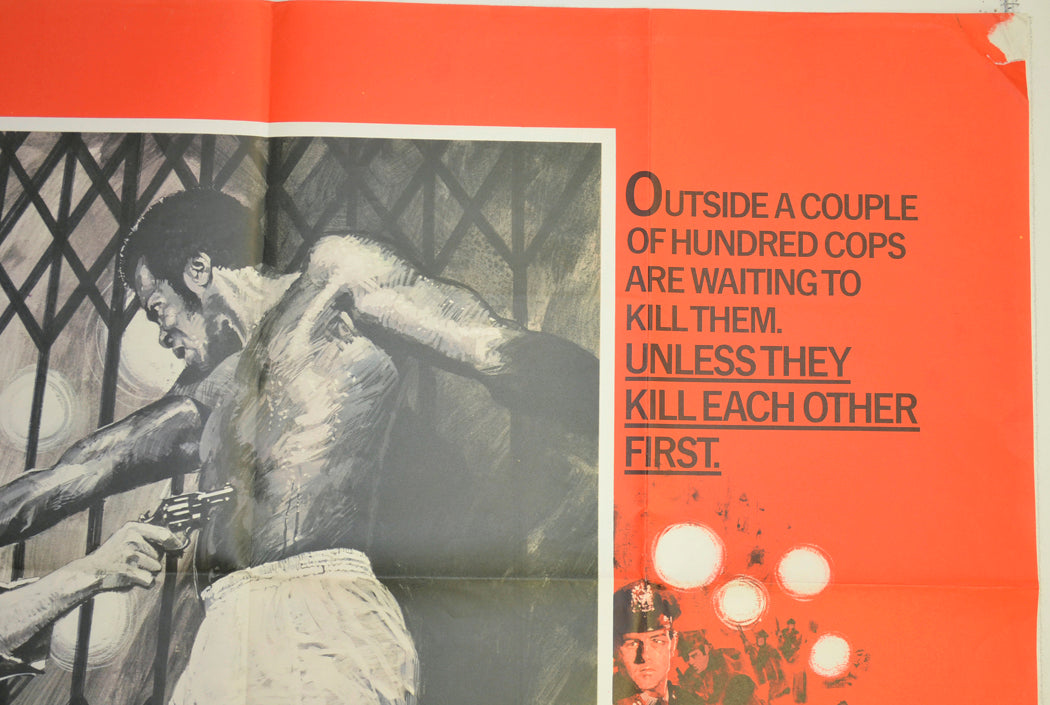 OUTSIDE A COUPLE
OF HUNDRED COPS
ARE WAITING TO
KILL THEM.
UNLESS THEY
KILL EACH OTHER
FIRST.